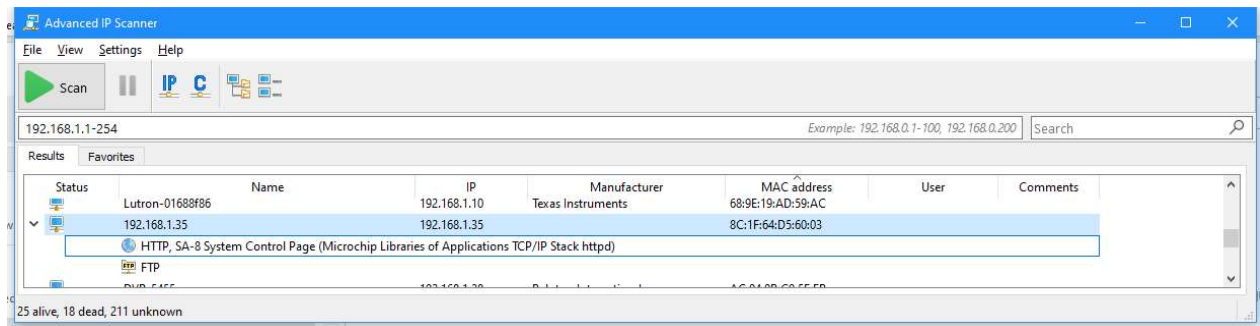 Advanced IP Scanner
File View Settings Help
Scan IP C
192.168.1.1-254 Example: 192.168.0.1-100, 192.168.0.200 Search
Results Favorites
Status Name IP Manufacturer MAC address User Comments
Lutron-01688f86 192.168.1.10 Texas Instruments 68:9E:19:AD:59:AC
192.168.1.35 192.168.1.35 8C:1F:64:D5:60:03
HTTP, SA-8 System Control Page (Microchip Libraries of Applications TCP/IP Stack httpd)
FTP FTP
25 alive, 18 dead, 211 unknown